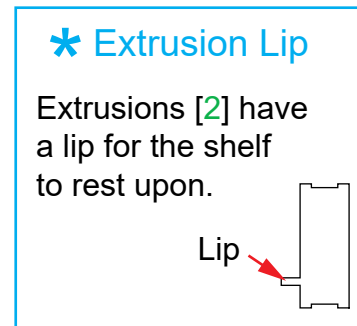 * Extrusion Lip
Extrusions [2] have
a lip for the shelf
to rest upon.
Lip